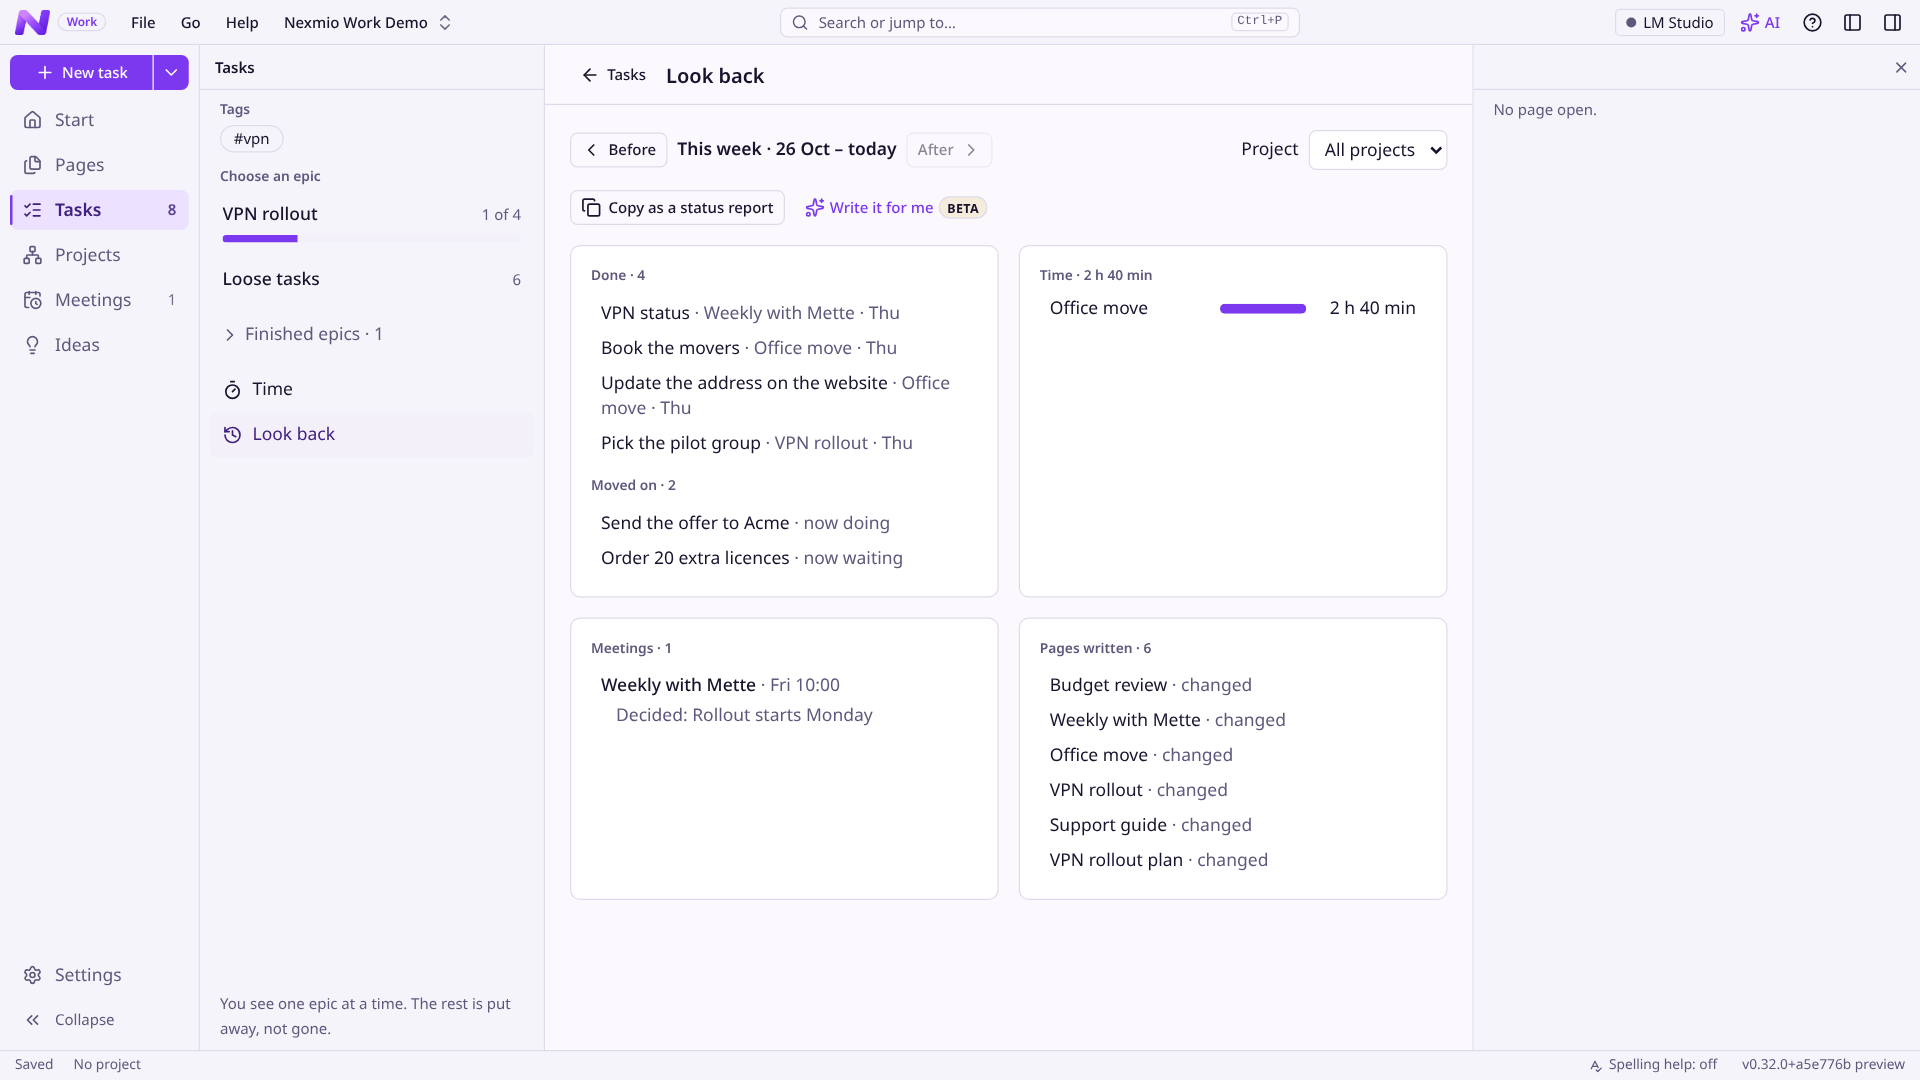 Work
File
Go
Help
Nexmio Work Demo
Search or jump to...
Ctrl+P
LM Studio
AI
New task
Start
Pages
Tasks 8
Projects
Meetings 1
Ideas
Settings
Collapse
Tasks
Tags
#vpn
Choose an epic
VPN rollout 1 of 4
Loose tasks 6
Finished epics · 1
Time
Look back
You see one epic at a time. The rest is put
away, not gone.
Tasks
Look back
Before
This week · 26 Oct – today
After
Project
All projects
Copy as a status report
Write it for me BETA
Done · 4
VPN status · Weekly with Mette · Thu
Book the movers · Office move · Thu
Update the address on the website · Office
move · Thu
Pick the pilot group · VPN rollout · Thu
Moved on · 2
Send the offer to Acme · now doing
Order 20 extra licences · now waiting
Time · 2 h 40 min
Office move 2 h 40 min
Meetings · 1
Weekly with Mette · Fri 10:00
Decided: Rollout starts Monday
Pages written · 6
Budget review · changed
Weekly with Mette · changed
Office move · changed
VPN rollout · changed
Support guide · changed
VPN rollout plan · changed
No page open.
Saved
No project
Spelling help: off
v0.32.0+a5e776b preview